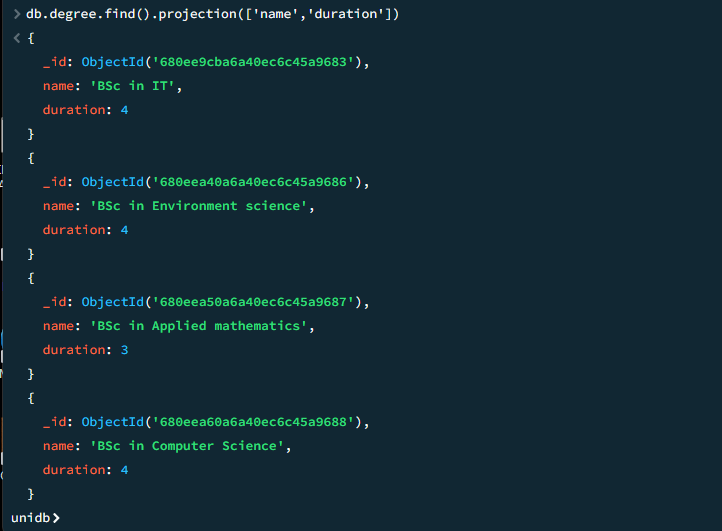 > db.degree.find().projection(['name','duration'])
< {
_id: ObjectId('680ee9cba6a40ec6c45a9683'),
name: 'BSc in IT',
duration: 4
}
{
_id: ObjectId('680eea40a6a40ec6c45a9686'),
name: 'BSc in Environment science',
duration: 4
}
{
_id: ObjectId('680eea50a6a40ec6c45a9687'),
name: 'BSc in Applied mathematics',
duration: 3
}
{
_id: ObjectId('680eea60a6a40ec6c45a9688'),
name: 'BSc in Computer Science',
duration: 4
}
unidb>